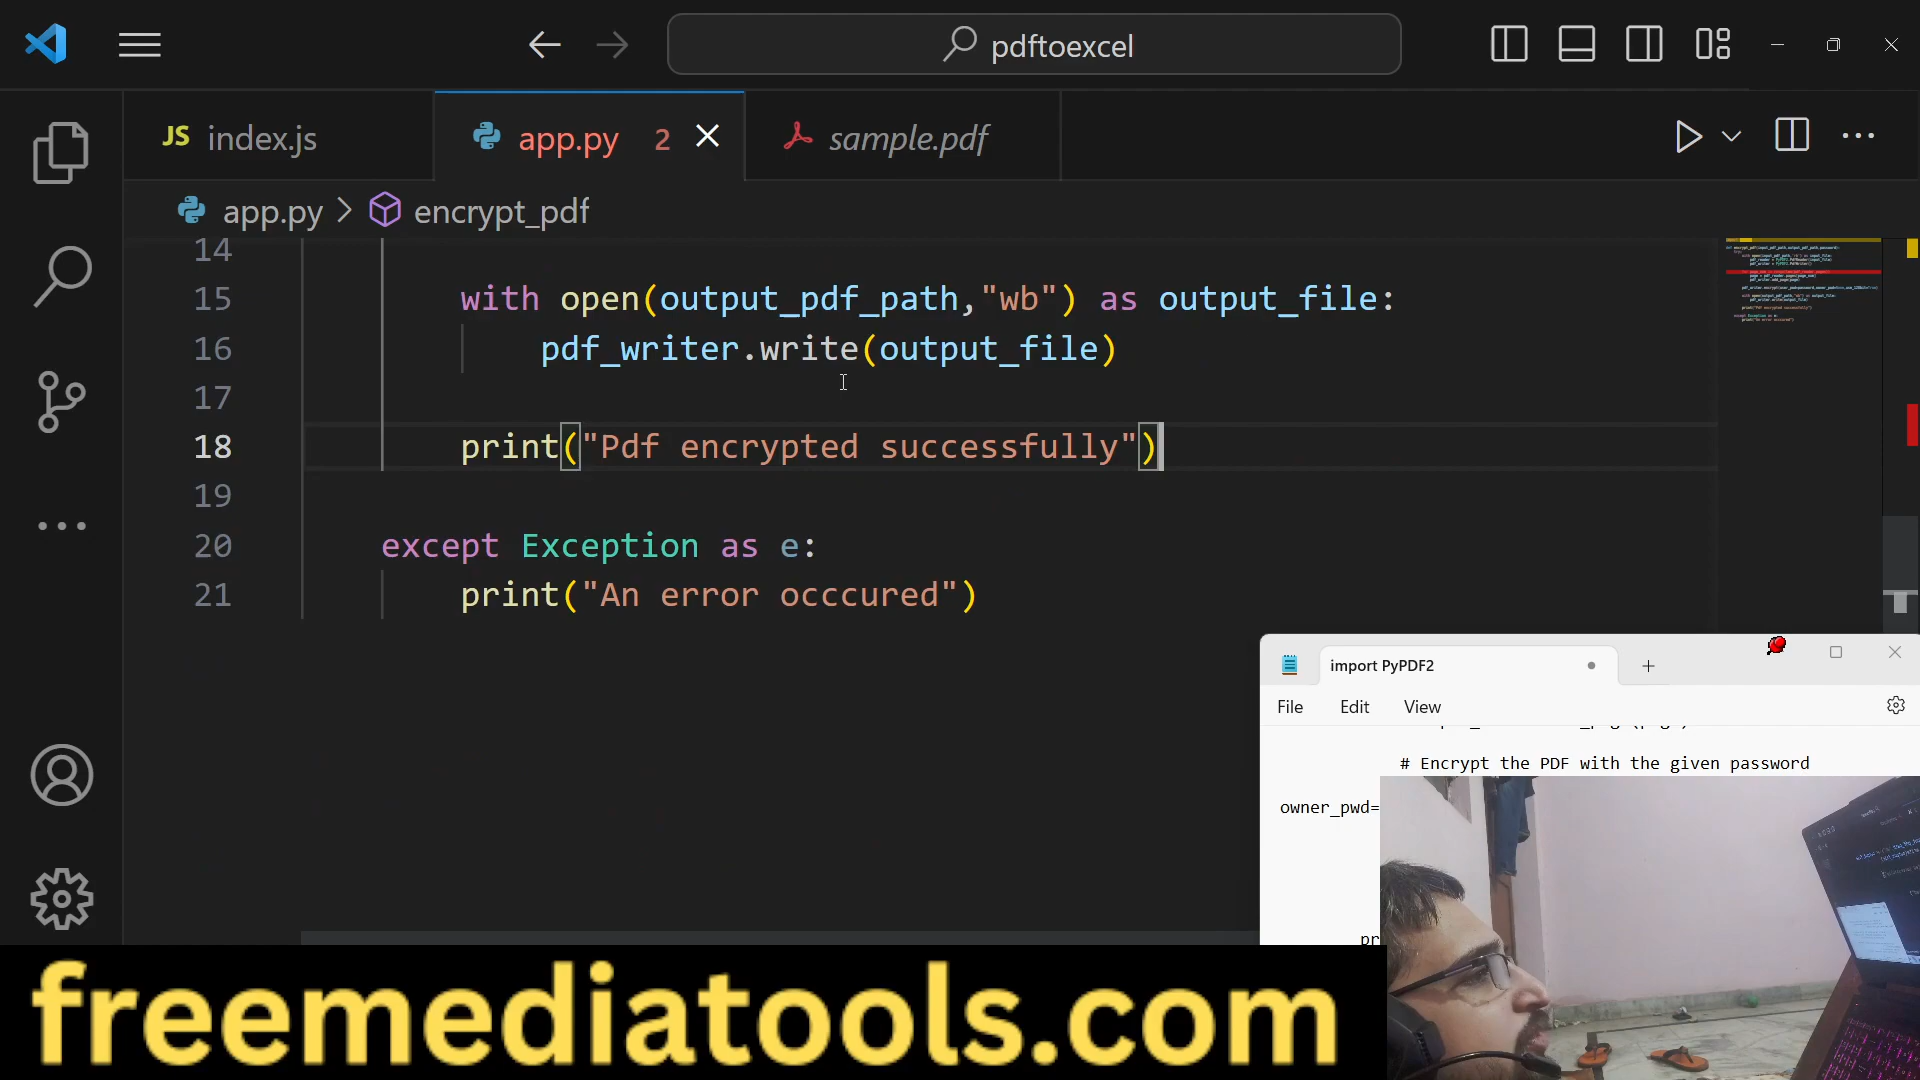 pdftoexcel
JS index.js
app.py 2
sample.pdf
app.py > encrypt_pdf
14
15 with open(output_pdf_path,"wb") as output_file:
16 pdf_writer.write(output_file)
17
18 print("Pdf encrypted successfully")
19
20 except Exception as e:
21 print("An error occcured")
import PyPDF2
File Edit View
# Encrypt the PDF with the given password
owner_pwd=
pr
freemediatools.com